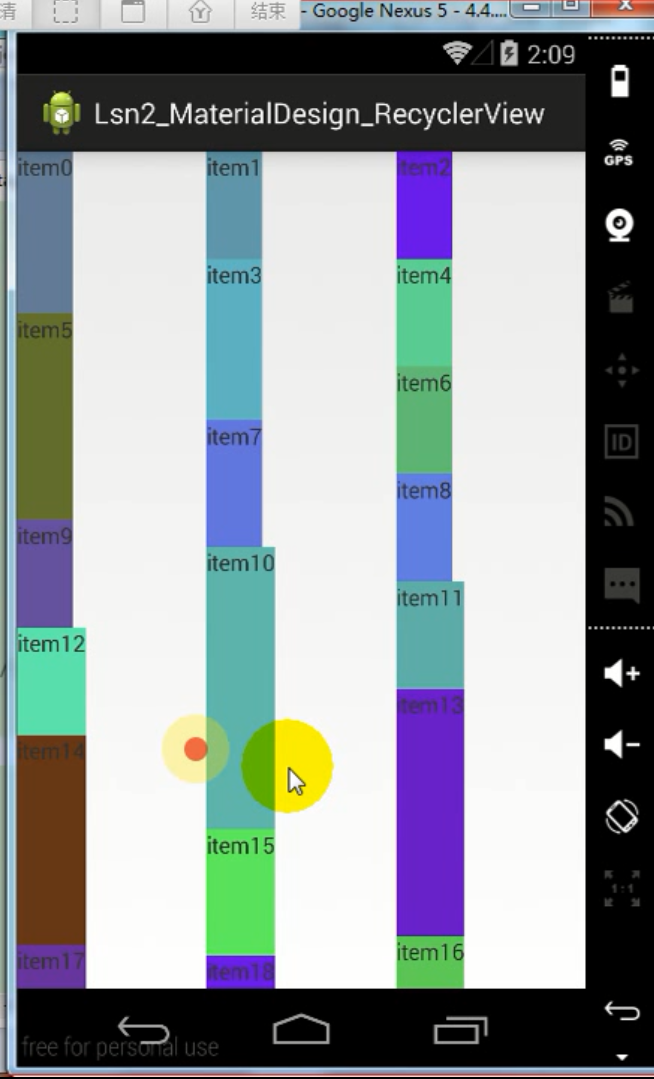 结束
- Google Nexus 5 - 4.4....
2:09
Lsn2_MaterialDesign_RecyclerView
item0
item1
item2
item3
item4
item5
item6
item7
item8
item9
item10
item11
item12
item13
item14
item15
item16
item17
item18
GPS
ID
1:1
free for personal use